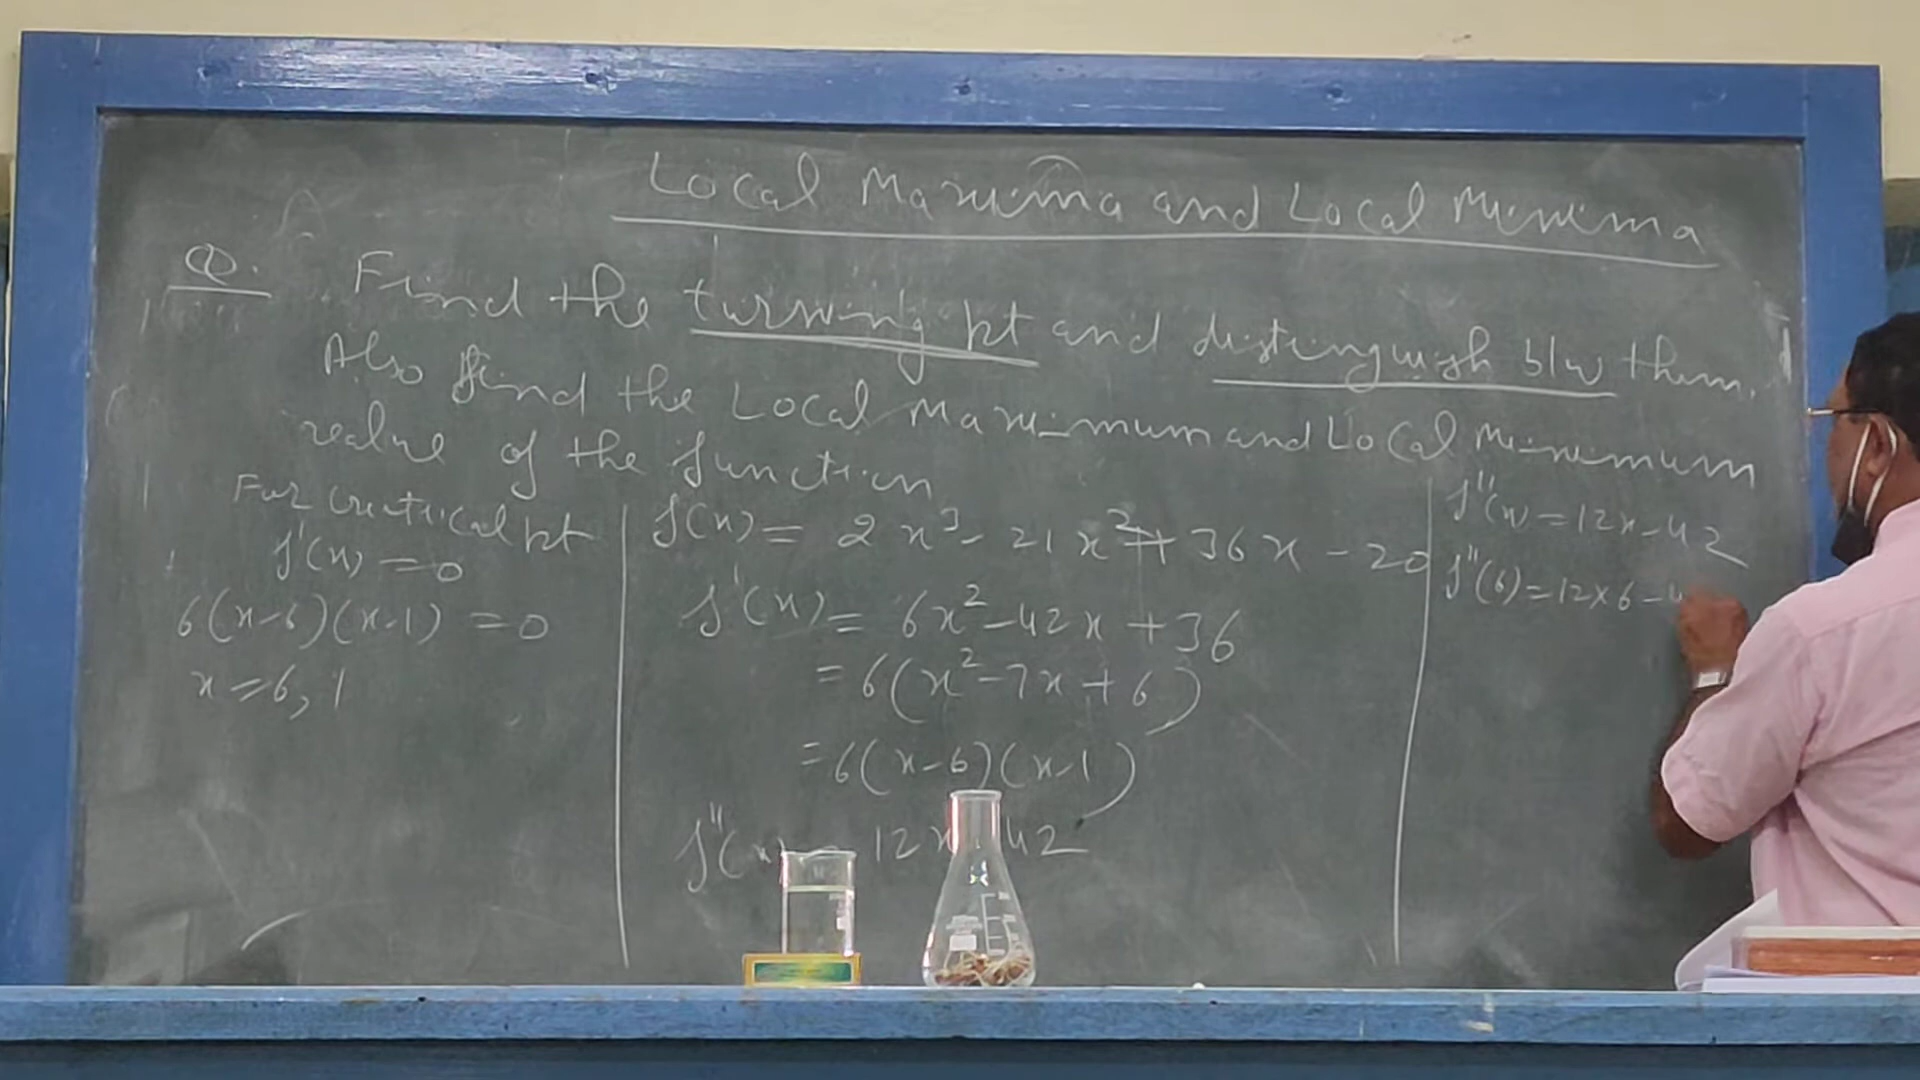 Local Maxima and Local Minima
Q. Find the turning pt and distinguish b/w them.
Also find the Local Maximum and Local Minimum
value of the function
For critical pt
f'(x) = 0
6(x-6)(x-1) = 0
x = 6, 1
f(x) = 2x³ - 21x² + 36x - 20
f'(x) = 6x² - 42x + 36
= 6(x² - 7x + 6)
= 6(x-6)(x-1)
f''(x) = 12x 42
f''(x) = 12x - 42
f''(6) = 12 × 6 - 4